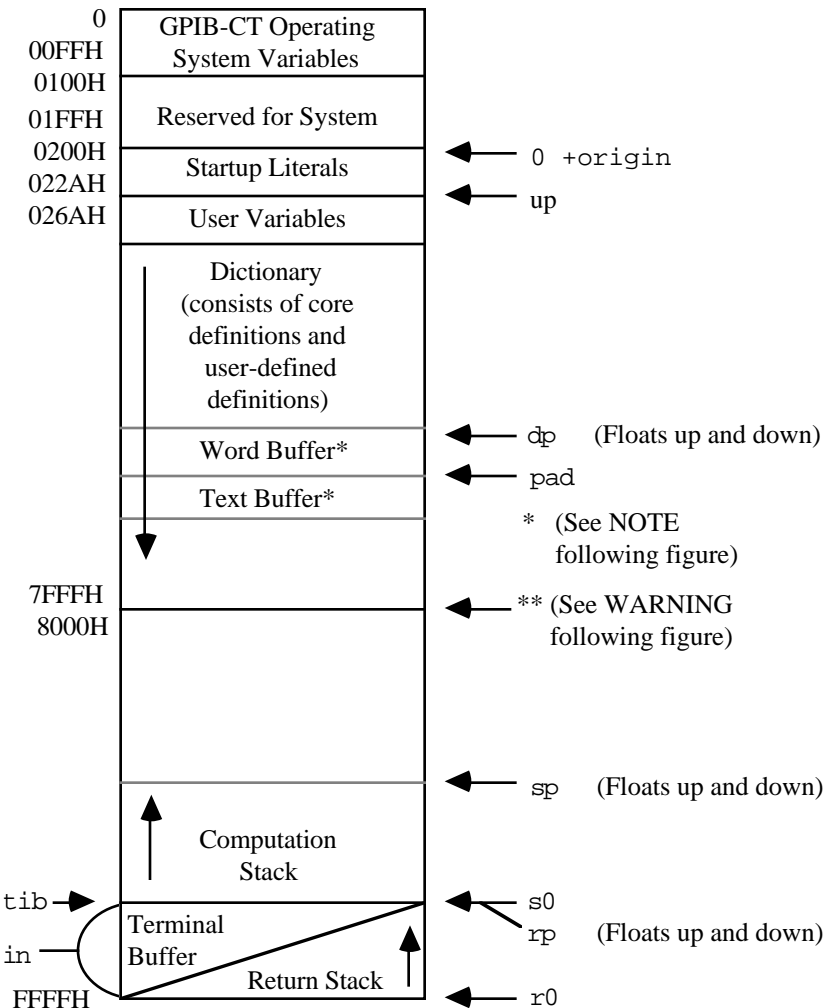 0
GPIB-CT Operating
System Variables
00FFH
0100H
Reserved for System
01FFH
0200H
0 +origin
Startup Literals
022AH
up
026AH
User Variables
Dictionary
(consists of core
definitions and
user-defined
definitions)
dp (Floats up and down)
Word Buffer*
pad
Text Buffer*
* (See NOTE
following figure)
7FFFH
** (See WARNING
following figure)
8000H
sp (Floats up and down)
Computation
Stack
tib
s0
rp (Floats up and down)
Terminal
Buffer
in
Return Stack
FFFFH
r0